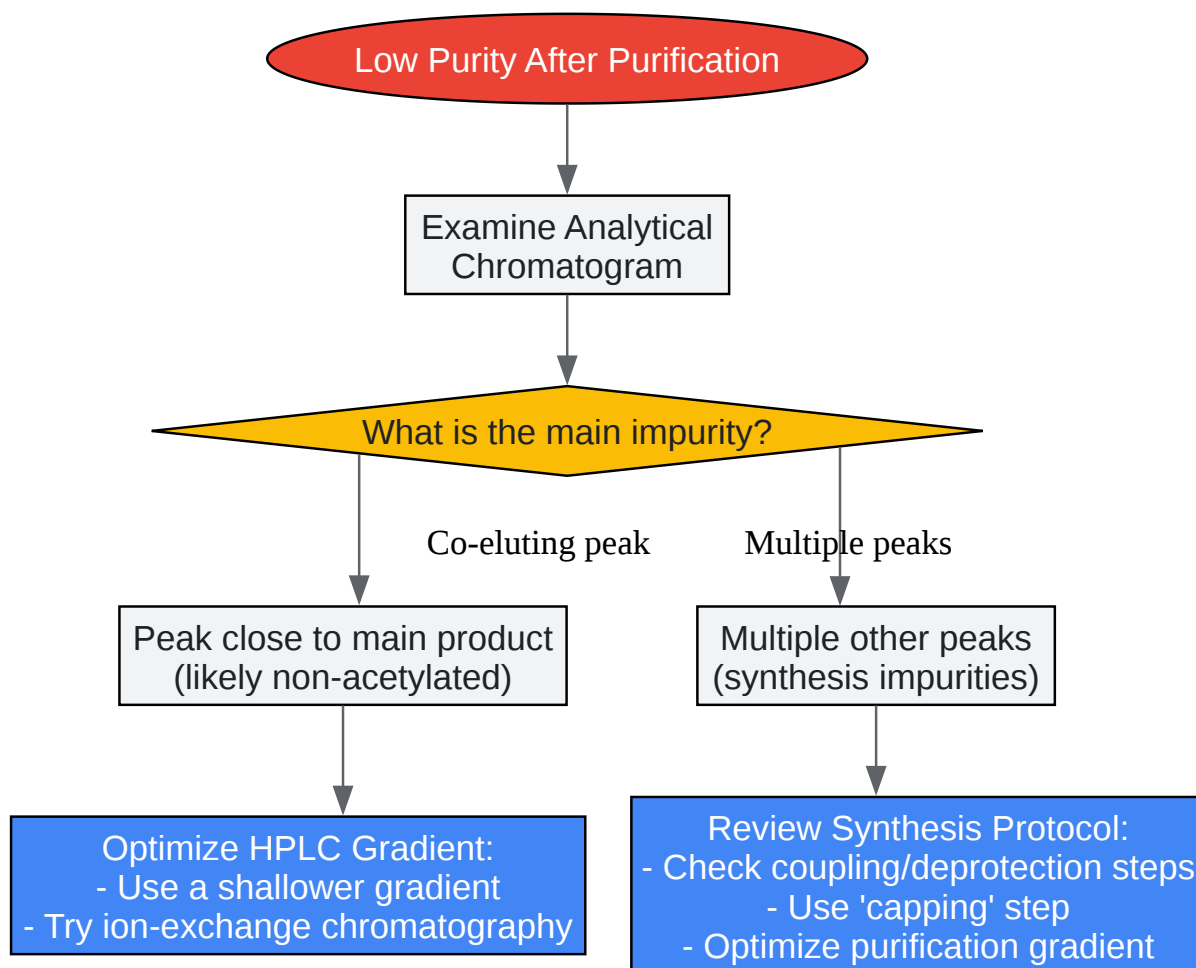 Low Purity After Purification
Examine Analytical
Chromatogram
What is the main impurity?
Co-eluting peak
Multiple peaks
Peak close to main product
(likely non-acetylated)
Multiple other peaks
(synthesis impurities)
Optimize HPLC Gradient:
- Use a shallower gradient
- Try ion-exchange chromatography
Review Synthesis Protocol:
- Check coupling/deprotection steps
- Use 'capping' step
- Optimize purification gradient